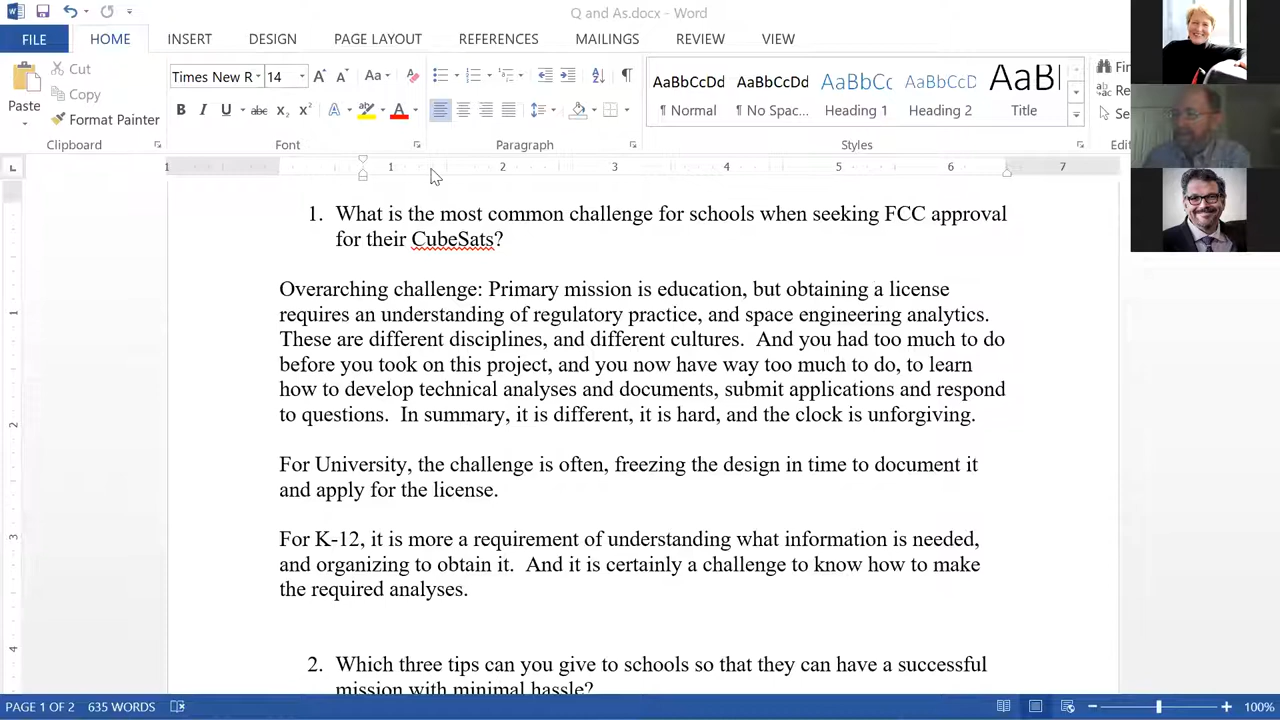 Q and As.docx - Word
FILE HOME INSERT DESIGN PAGE LAYOUT REFERENCES MAILINGS REVIEW VIEW
Cut
Copy
Paste
Format Painter
Times New R 14
AaBbCcDd AaBbCcDd AaBbCc AaBbCcDd
¶ Normal ¶ No Spac... Heading 1 Heading 2 Title
Clipboard Font Paragraph Styles
1 1 2 3 4 5 6 7
1. What is the most common challenge for schools when seeking FCC approval
for their CubeSats?
Overarching challenge: Primary mission is education, but obtaining a license
requires an understanding of regulatory practice, and space engineering analytics.
These are different disciplines, and different cultures.  And you had too much to do
before you took on this project, and you now have way too much to do, to learn
how to develop technical analyses and documents, submit applications and respond
to questions.  In summary, it is different, it is hard, and the clock is unforgiving.
For University, the challenge is often, freezing the design in time to document it
and apply for the license.
For K-12, it is more a requirement of understanding what information is needed,
and organizing to obtain it.  And it is certainly a challenge to know how to make
the required analyses.
2. Which three tips can you give to schools so that they can have a successful
mission with minimal hassle?
PAGE 1 OF 2 635 WORDS 100%